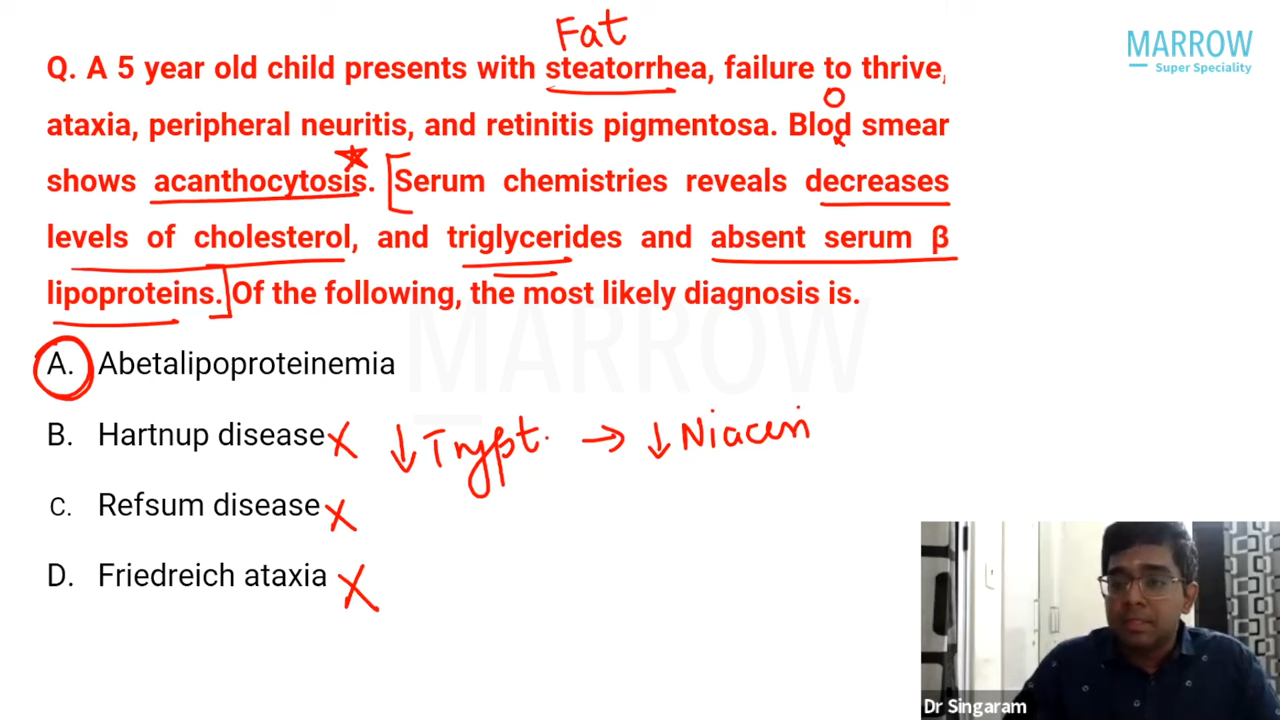 Fat
MARROW
Super Speciality
Q. A 5 year old child presents with steatorrhea, failure to thrive,
ataxia, peripheral neuritis, and retinitis pigmentosa. Blod smear
o
shows acanthocytosis. Serum chemistries reveals decreases
levels of cholesterol, and triglycerides and absent serum β
lipoproteins. Of the following, the most likely diagnosis is.
MARROW
A. Abetalipoproteinemia
B. Hartnup disease X ↓ Trypt. → ↓ Niacin
C. Refsum disease X
D. Friedreich ataxia X
Dr Singaram